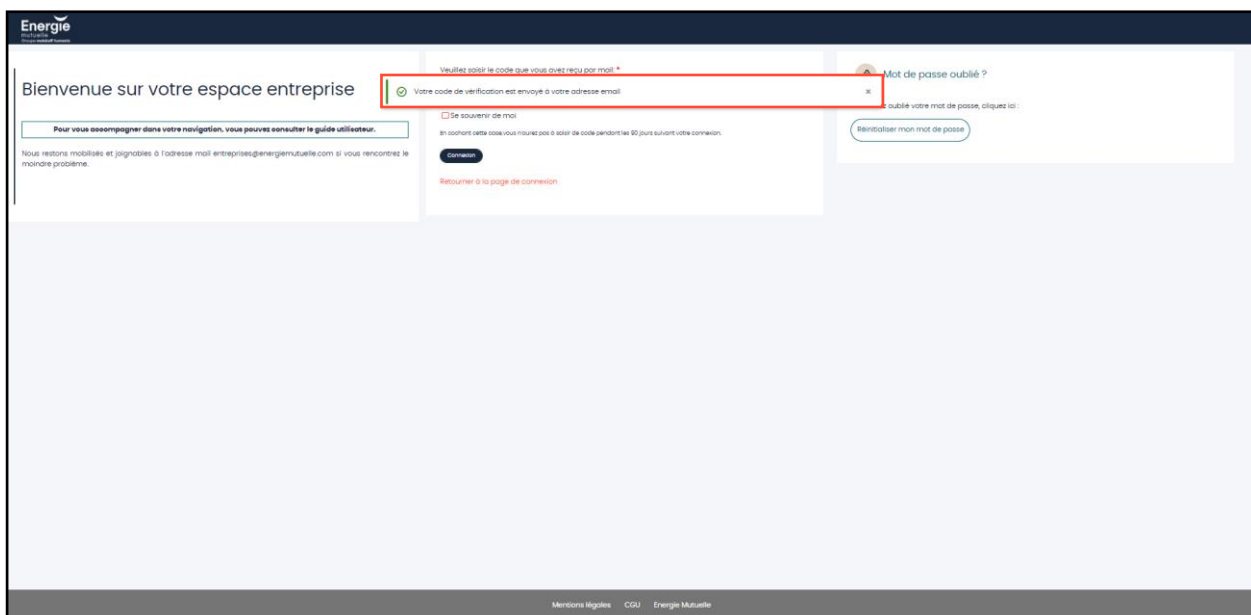 Energie
mutuelle
Groupe malakoff humanis
Bienvenue sur votre espace entreprise
Pour vous accompagner dans votre navigation, vous pouvez consulter le guide utilisateur.
Nous restons mobilisés et joignables à l'adresse mail entreprises@energiemutuelle.com si vous rencontrez le
moindre problème.
Veuillez saisir le code que vous avez reçu par mail: *
Votre code de vérification est envoyé à votre adresse email
×
Se souvenir de moi
En cochant cette case,vous n'aurez pas à saisir de code pendant les 90 jours suivant votre connexion.
Connexion
Retourner à la page de connexion
Mot de passe oublié ?
oublié votre mot de passe, cliquez ici :
Réinitialiser mon mot de passe
Mentions légales CGU Energie Mutuelle